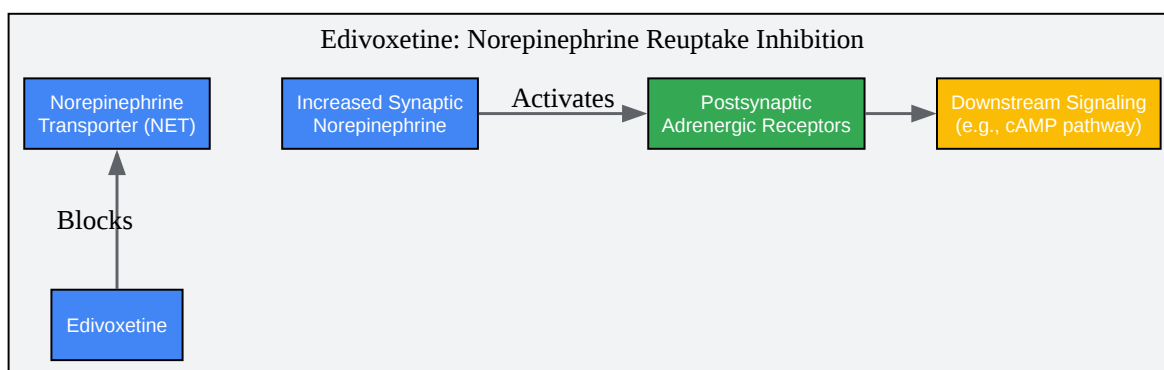 Edivoxetine: Norepinephrine Reuptake Inhibition
Norepinephrine
Transporter (NET)
Increased Synaptic
Norepinephrine
Activates
Postsynaptic
Adrenergic Receptors
Downstream Signaling
(e.g., cAMP pathway)
Blocks
Edivoxetine